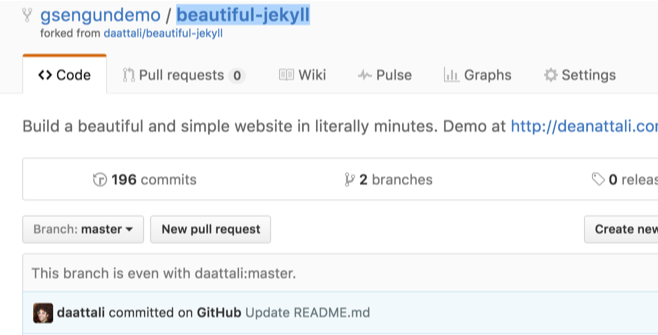 gsengundemo / beautiful-jekyll
forked from daattali/beautiful-jekyll
Code Pull requests 0 Wiki Pulse Graphs Settings
Build a beautiful and simple website in literally minutes. Demo at http://deanattali.co
196 commits 2 branches 0 releas
Branch: master New pull request Create new
This branch is even with daattali:master.
daattali committed on GitHub Update README.md